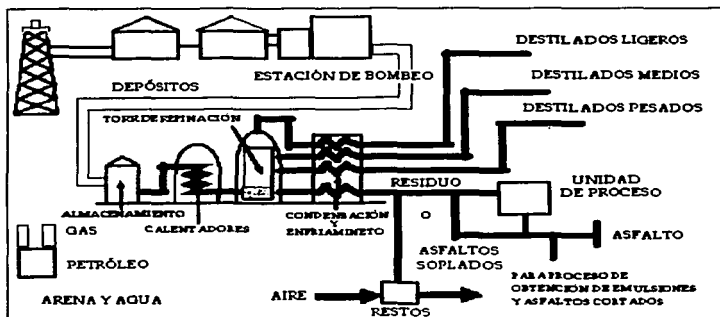 DESTILADOS LIGEROS
DEPÓSITOS
ESTACIÓN DE BOMBEO
DESTILADOS MEDIOS
DESTILADOS PESADOS
TORRE DE REFINACIÓN
RESIDUO
UNIDAD
DE PROCESO
ALMACENAMIENTO
CALENTADORES
CONDENSACIÓN
Y
ENFRIAMINETO
O
ASFALTOS
SOPLADOS
ASFALTO
GAS
PETRÓLEO
PARA PROCESO DE
OBTENCIÓN DE EMULSIONES
Y ASFALTOS CORTADOS
ARENA Y AGUA
AIRE
RESTOS